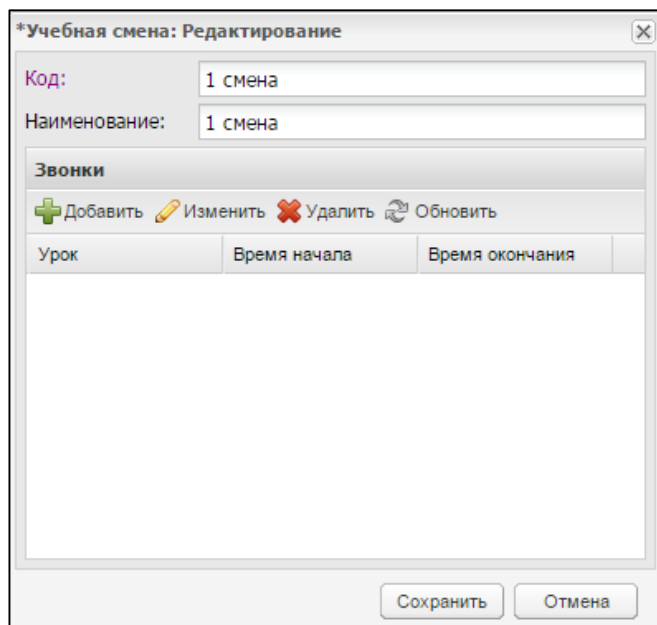 *Учебная смена: Редактирование
Код: 1 смена
Наименование: 1 смена
Звонки
Добавить Изменить Удалить Обновить
Урок Время начала Время окончания
Сохранить Отмена